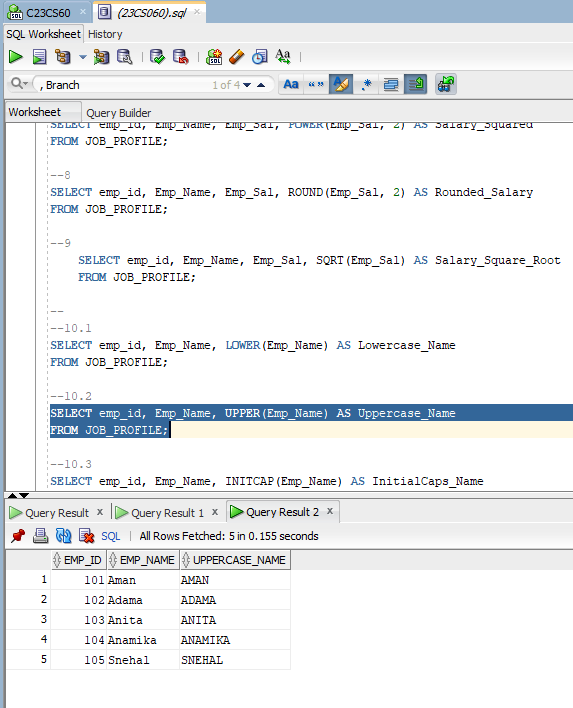 C23CS60 × (23CS060).sql ×
SQL Worksheet History
Aa
, Branch 1 of 4 Aa “” .*
Worksheet Query Builder
SELECT emp_id, Emp_Name, Emp_Sal, POWER(Emp_Sal, 2) AS Salary_Squared
FROM JOB_PROFILE;
--8
SELECT emp_id, Emp_Name, Emp_Sal, ROUND(Emp_Sal, 2) AS Rounded_Salary
FROM JOB_PROFILE;
--9
SELECT emp_id, Emp_Name, Emp_Sal, SQRT(Emp_Sal) AS Salary_Square_Root
FROM JOB_PROFILE;
--
--10.1
SELECT emp_id, Emp_Name, LOWER(Emp_Name) AS Lowercase_Name
FROM JOB_PROFILE;
--10.2
SELECT emp_id, Emp_Name, UPPER(Emp_Name) AS Uppercase_Name
FROM JOB_PROFILE;
--10.3
SELECT emp_id, Emp_Name, INITCAP(Emp_Name) AS InitialCaps_Name
Query Result × Query Result 1 × Query Result 2 ×
SQL | All Rows Fetched: 5 in 0.155 seconds
EMP_ID EMP_NAME UPPERCASE_NAME
1 101 Aman AMAN
2 102 Adama ADAMA
3 103 Anita ANITA
4 104 Anamika ANAMIKA
5 105 Snehal SNEHAL